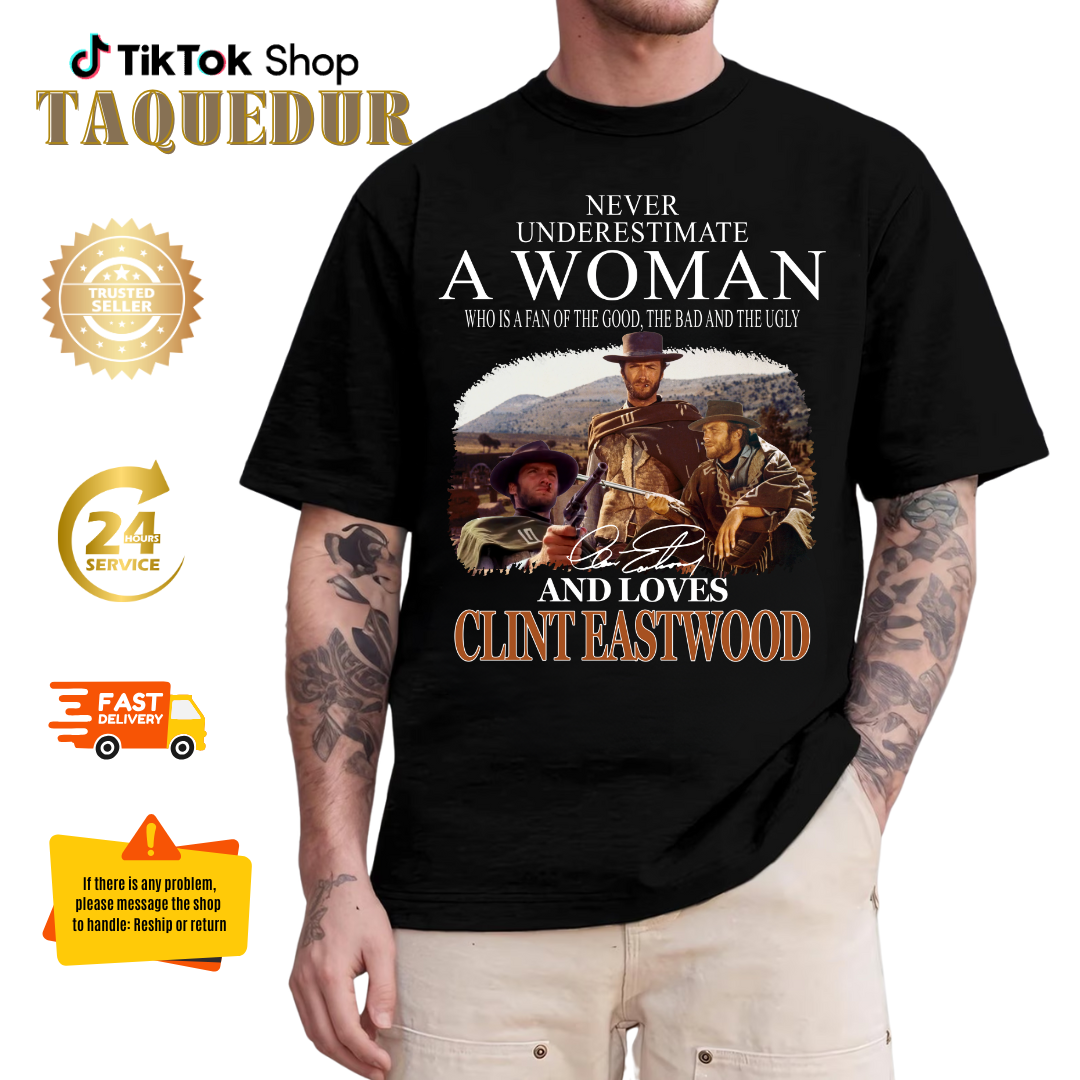 TikTok Shop
TAQUEDUR
TRUSTED
SELLER
24
HOURS
SERVICE
FAST
DELIVERY
If there is any problem,
please message the shop
to handle: Reship or return
NEVER
UNDERESTIMATE
A WOMAN
WHO IS A FAN OF THE GOOD, THE BAD AND THE UGLY
AND LOVES
CLINT EASTWOOD